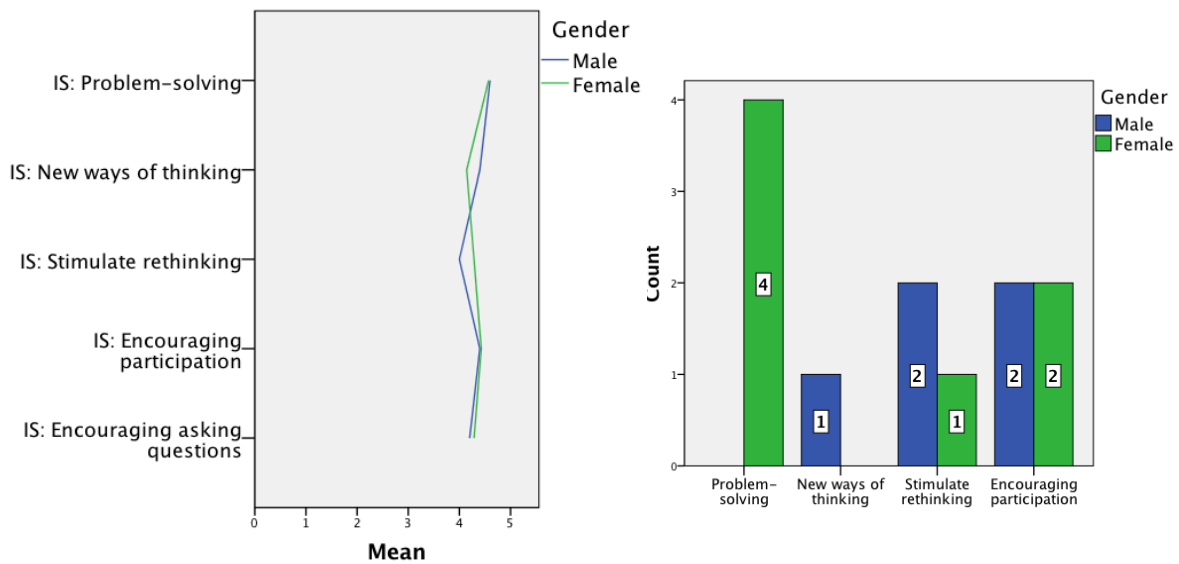 Gender
Male
Female
IS: Problem-solving
IS: New ways of thinking
IS: Stimulate rethinking
IS: Encouraging
participation
IS: Encouraging asking
questions
0 1 2 3 4 5
Mean
Gender
Male
Female
4
3
2
1
0
Count
4
1
2
1
2
2
Problem-
solving
New ways of
thinking
Stimulate
rethinking
Encouraging
participation